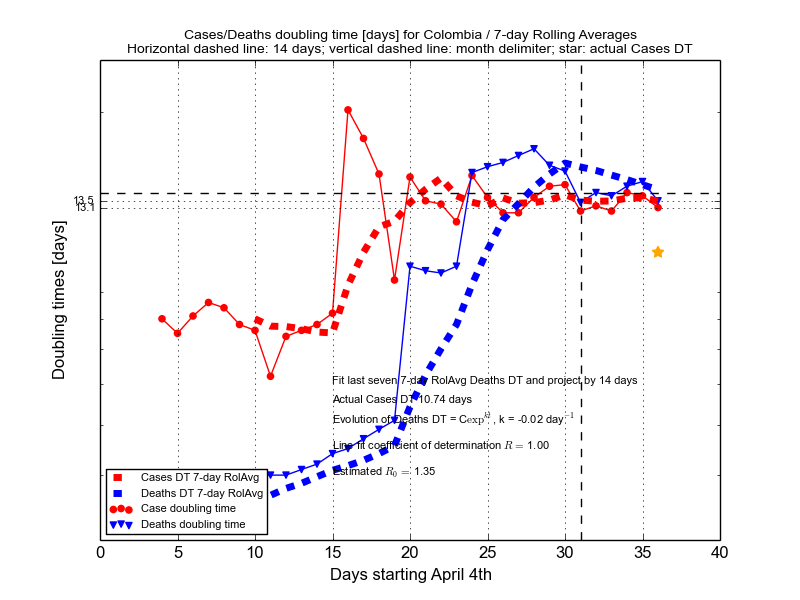 Cases/Deaths doubling time [days] for Colombia / 7-day Rolling Averages
Horizontal dashed line: 14 days; vertical dashed line: month delimiter; star: actual Cases DT
13.5
13.1
Doubling times [days]
Fit last seven 7-day RolAvg Deaths DT and project by 14 days
Actual Cases DT 10.74 days
Evolution of Deaths DT = C exp^{kt}, k = -0.02 day^{-1}
Line fit coefficient of determination R = 1.00
Estimated R_0 = 1.35
Cases DT 7-day RolAvg
Deaths DT 7-day RolAvg
Case doubling time
Deaths doubling time
0 5 10 15 20 25 30 35 40
Days starting April 4th